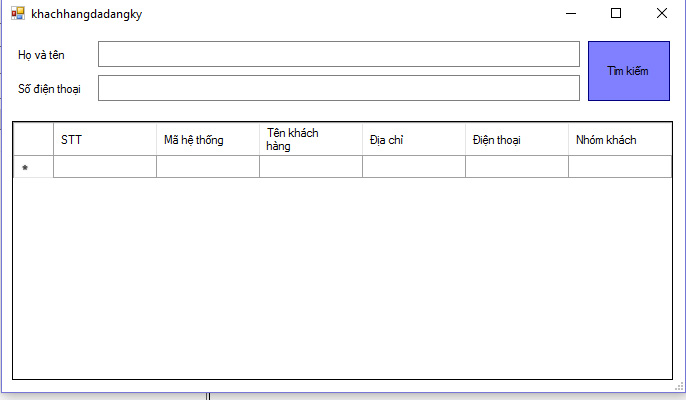 khachhangdadangky
Họ và tên
Tìm kiếm
Số điện thoại
STT
Mã hệ thống
Tên khách
hàng
Địa chỉ
Điện thoại
Nhóm khách
*